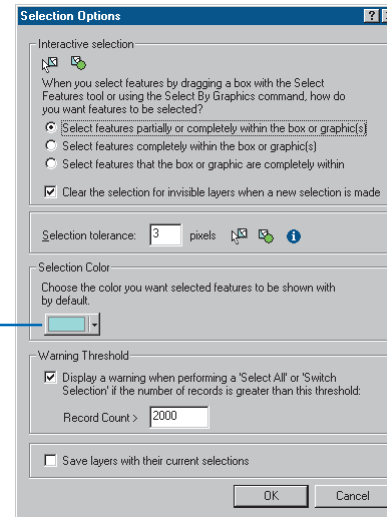 Selection Options
Interactive selection
When you select features by dragging a box with the Select
Features tool or using the Select By Graphics command, how do
you want features to be selected?
Select features partially or completely within the box or graphic(s)
Select features completely within the box or graphic(s)
Select features that the box or graphic are completely within
Clear the selection for invisible layers when a new selection is made
Selection tolerance: 3 pixels
Selection Color
Choose the color you want selected features to be shown with
by default.
Warning Threshold
Display a warning when performing a 'Select All' or 'Switch
Selection' if the number of records is greater than this threshold:
Record Count > 2000
Save layers with their current selections
OK Cancel